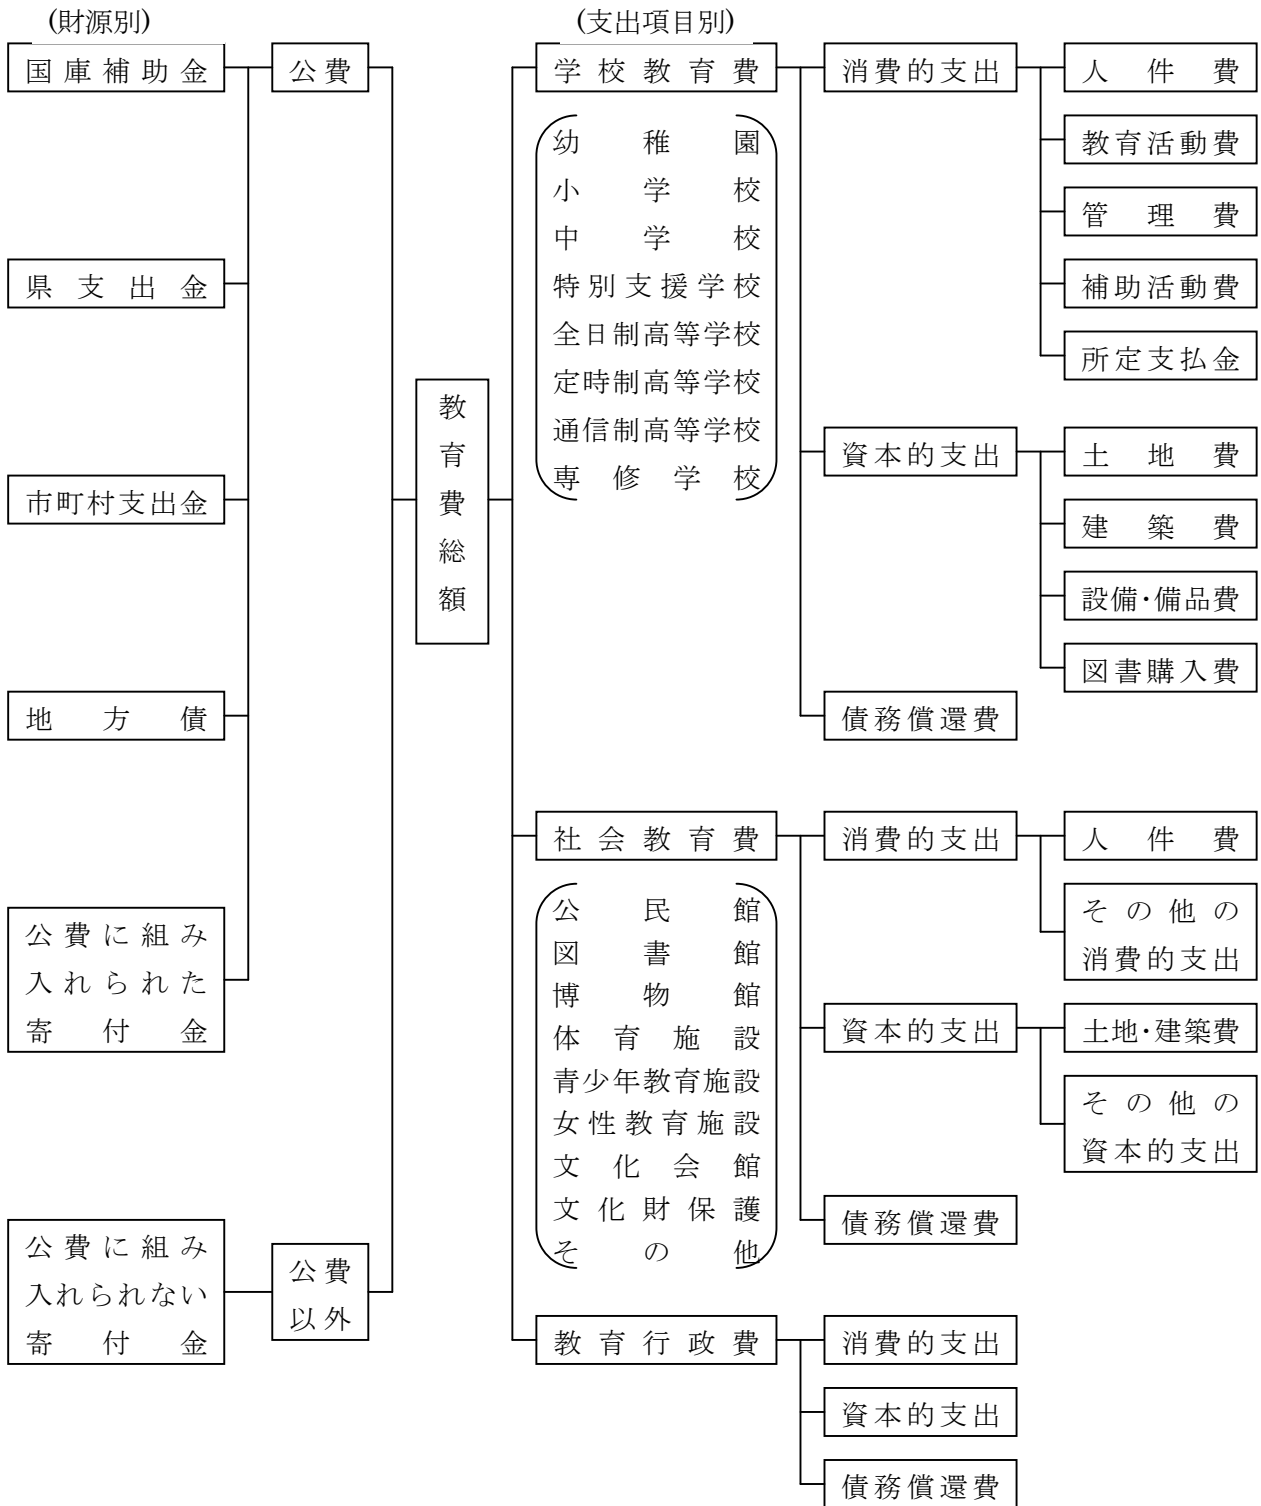 (財源別)
国庫補助金
県支出金
市町村支出金
地方債
公費に組み
入れられた
寄付金
公費に組み
入れられない
寄付金
公費
公費
以外
教
育
費
総
額
(支出項目別)
学校教育費
幼稚園
小学校
中学校
特別支援学校
全日制高等学校
定時制高等学校
通信制高等学校
専修学校
消費的支出
人件費
教育活動費
管理費
補助活動費
所定支払金
資本的支出
土地費
建築費
設備・備品費
図書購入費
債務償還費
社会教育費
公民館
図書館
博物館
体育施設
青少年教育施設
女性教育施設
文化会館
文化財保護
その他
消費的支出
人件費
その他の
消費的支出
資本的支出
土地・建築費
その他の
資本的支出
債務償還費
教育行政費
消費的支出
資本的支出
債務償還費